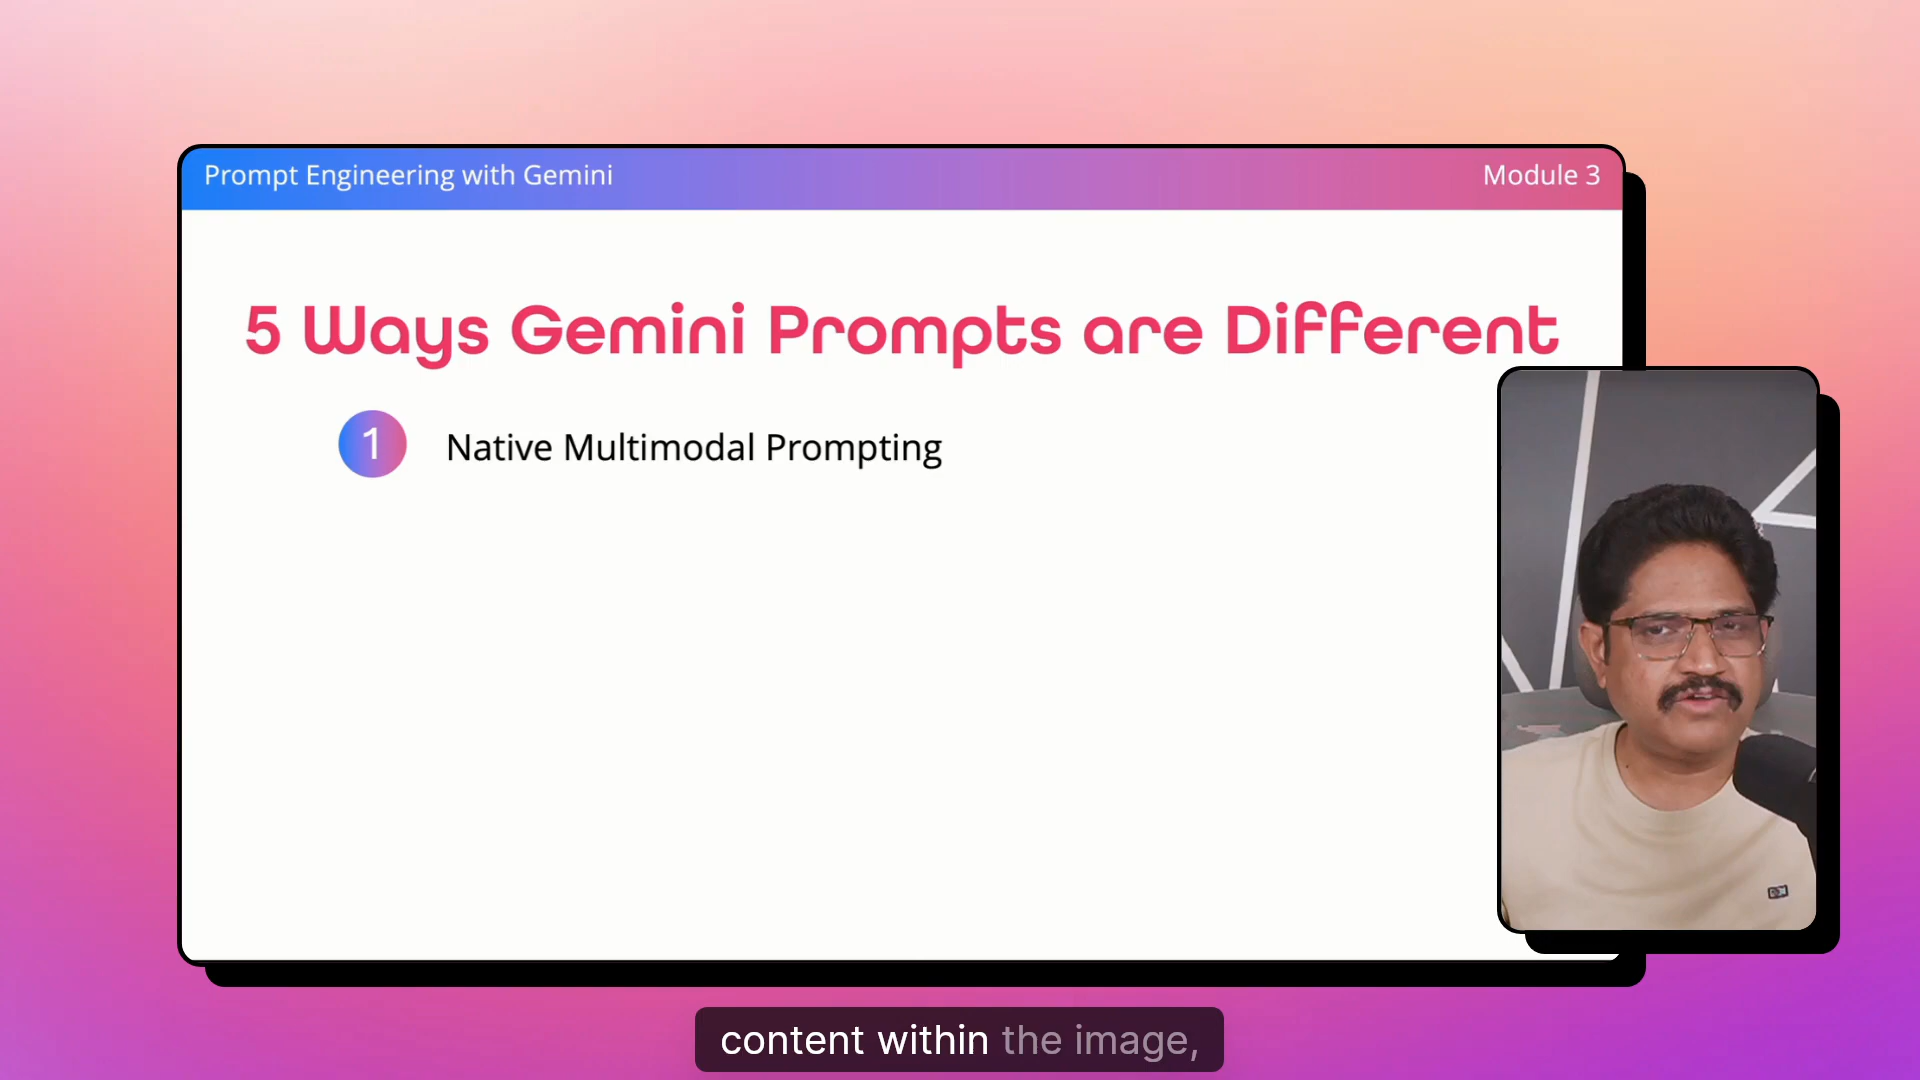 Prompt Engineering with Gemini
Module 3
5 Ways Gemini Prompts are Different
1 Native Multimodal Prompting
content within the image,